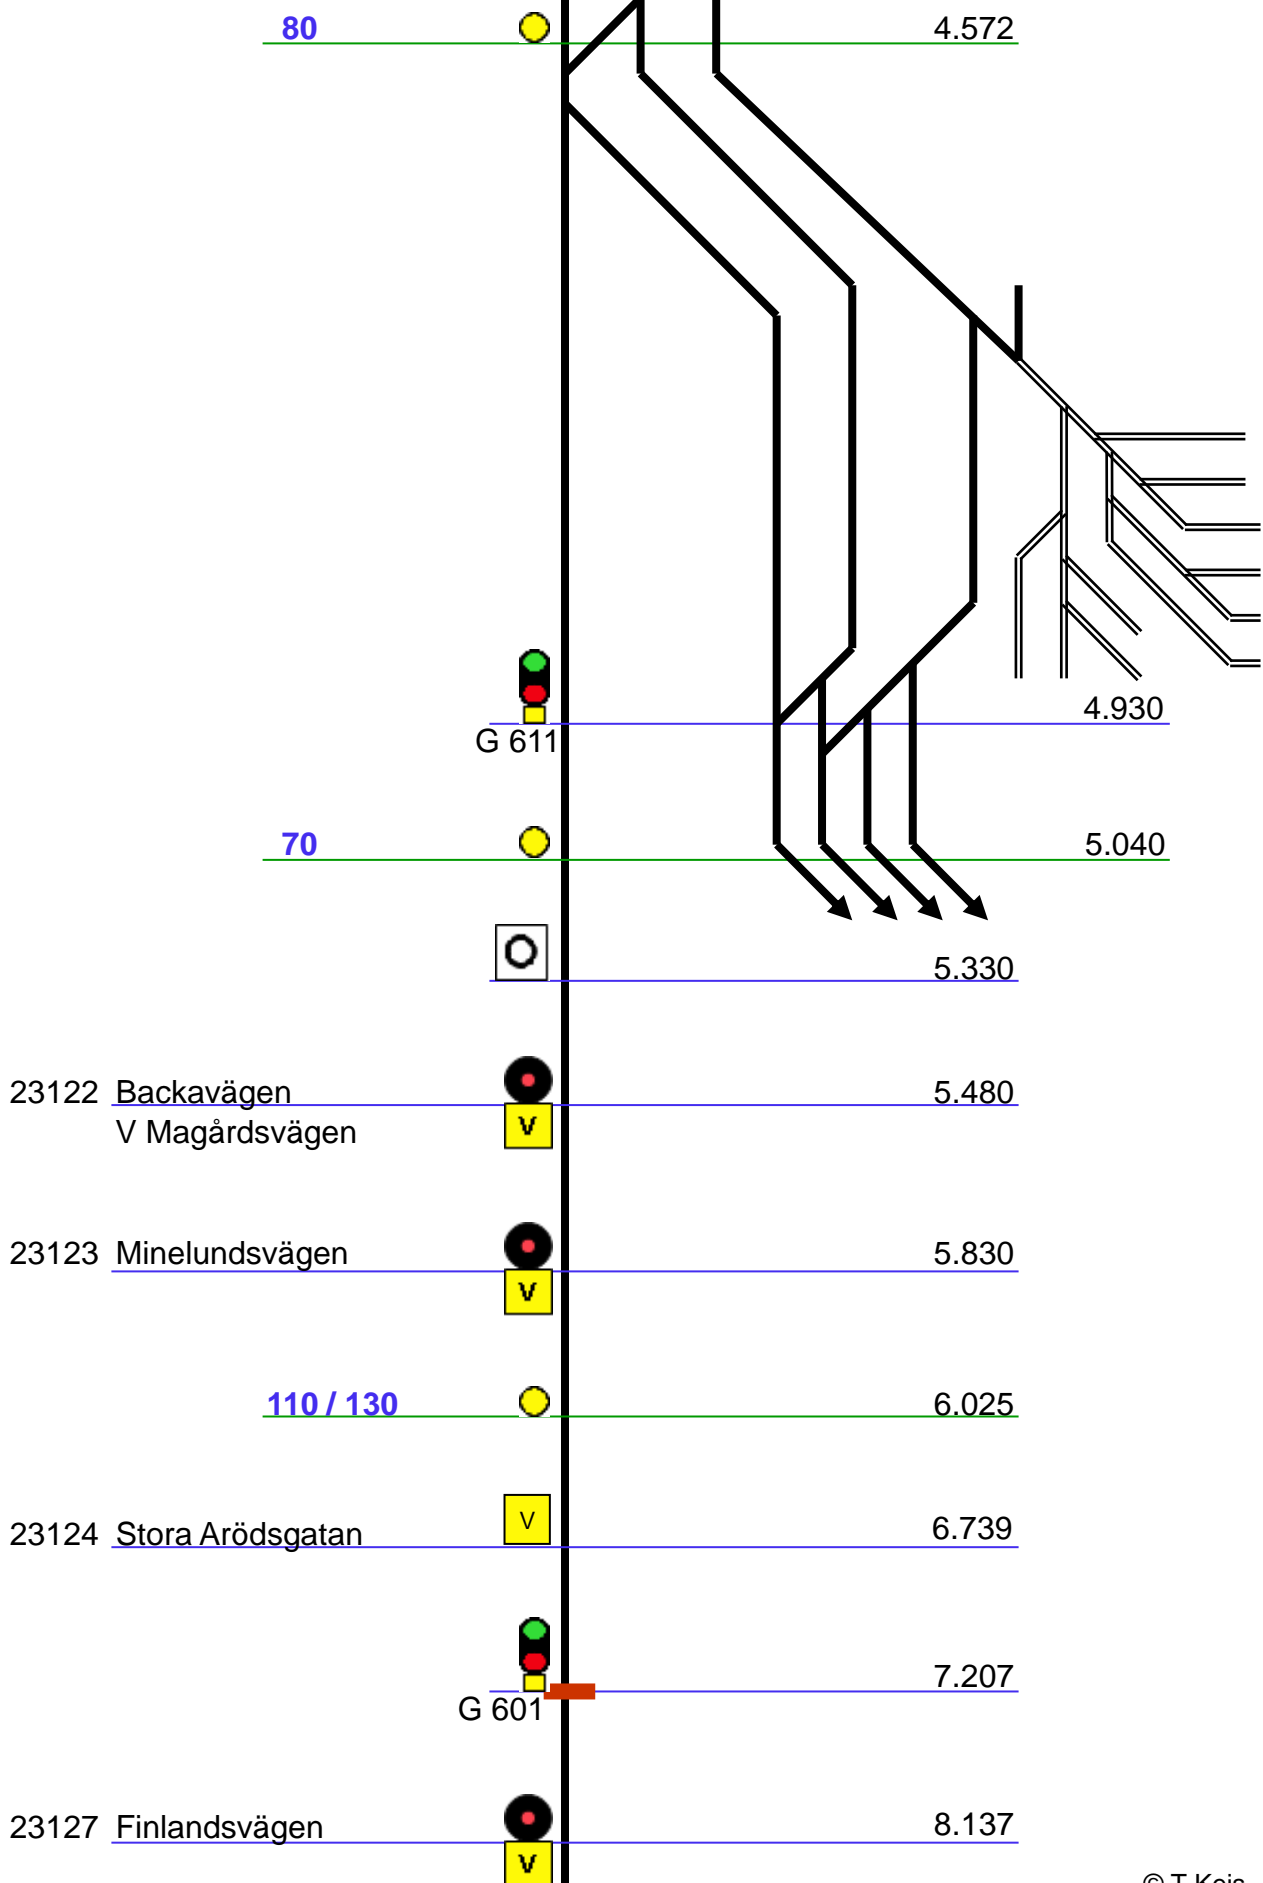 80 4.572
4.930
G 611
70 5.040
O
5.330
23122 Backavägen 5.480
V Magårdsvägen
V
23123 Minelundsvägen 5.830
V
110 / 130 6.025
V
23124 Stora Arödsgatan 6.739
7.207
G 601
23127 Finlandsvägen 8.137
V
© T Keis